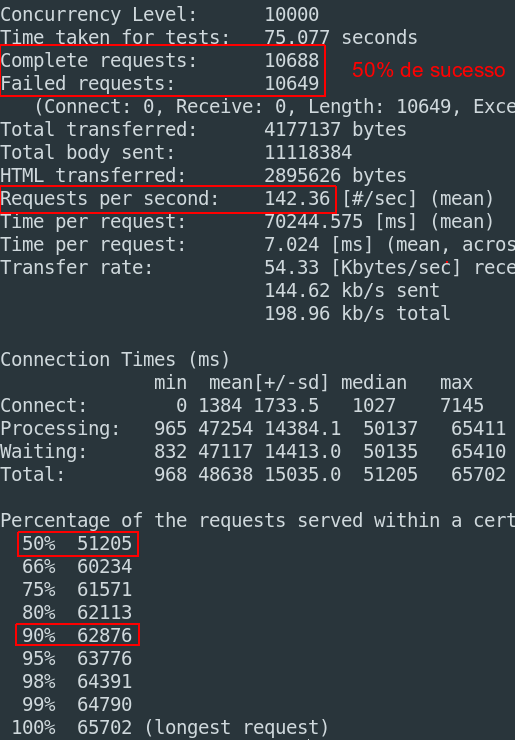 Concurrency Level: 10000
Time taken for tests: 75.077 seconds
Complete requests: 10688
50% de sucesso
Failed requests: 10649
(Connect: 0, Receive: 0, Length: 10649, Exce
Total transferred: 4177137 bytes
Total body sent: 11118384
HTML transferred: 2895626 bytes
Requests per second: 142.36 [#/sec] (mean)
Time per request: 70244.575 [ms] (mean)
Time per request: 7.024 [ms] (mean, acros
Transfer rate: 54.33 [Kbytes/sec] rece
144.62 kb/s sent
198.96 kb/s total
Connection Times (ms)
min mean[+/-sd] median max
Connect: 0 1384 1733.5 1027 7145
Processing: 965 47254 14384.1 50137 65411
Waiting: 832 47117 14413.0 50135 65410
Total: 968 48638 15035.0 51205 65702
Percentage of the requests served within a cert
50% 51205
66% 60234
75% 61571
80% 62113
90% 62876
95% 63776
98% 64391
99% 64790
100% 65702 (longest request)